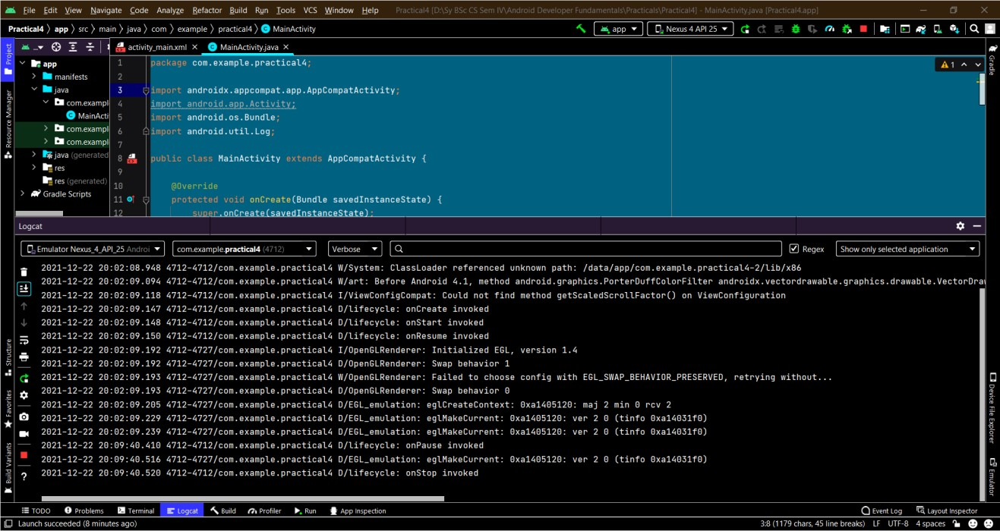 File Edit View Navigate Code Analyze Refactor Build Run Tools VCS Window Help Practical4 [D:\Sy BSc CS Sem IV\Android Developer Fundamentals\Practicals\Practical4] - MainActivity.java [Practical4.app]
Practical4 app src main java com example practical4 MainActivity app Nexus 4 API 25
activity_main.xml MainActivity.java
Project
Resource Manager
Structure
Favorites
Build Variants
app
manifests
java
com.exampl
MainActi
com.exampl
com.exampl
java (generated
res
res (generated)
Gradle Scripts
1 package com.example.practical4;
2
3 import androidx.appcompat.app.AppCompatActivity;
4 import android.app.Activity;
5 import android.os.Bundle;
6 import android.util.Log;
7
8 public class MainActivity extends AppCompatActivity {
9
10 @Override
11 protected void onCreate(Bundle savedInstanceState) {
12 super.onCreate(savedInstanceState);
1
Gradle
Device File Explorer
Emulator
Logcat
Emulator Nexus_4_API_25 Androi com.example.practical4 (4712) Verbose Regex Show only selected application
2021-12-22 20:02:08.948 4712-4712/com.example.practical4 W/System: ClassLoader referenced unknown path: /data/app/com.example.practical4-2/lib/x86
2021-12-22 20:02:09.094 4712-4712/com.example.practical4 W/art: Before Android 4.1, method android.graphics.PorterDuffColorFilter androidx.vectordrawable.graphics.drawable.VectorDraw
2021-12-22 20:02:09.118 4712-4712/com.example.practical4 I/ViewConfigCompat: Could not find method getScaledScrollFactor() on ViewConfiguration
2021-12-22 20:02:09.147 4712-4712/com.example.practical4 D/lifecycle: onCreate invoked
2021-12-22 20:02:09.148 4712-4712/com.example.practical4 D/lifecycle: onStart invoked
2021-12-22 20:02:09.150 4712-4712/com.example.practical4 D/lifecycle: onResume invoked
2021-12-22 20:02:09.192 4712-4727/com.example.practical4 I/OpenGLRenderer: Initialized EGL, version 1.4
2021-12-22 20:02:09.192 4712-4727/com.example.practical4 D/OpenGLRenderer: Swap behavior 1
2021-12-22 20:02:09.193 4712-4727/com.example.practical4 W/OpenGLRenderer: Failed to choose config with EGL_SWAP_BEHAVIOR_PRESERVED, retrying without...
2021-12-22 20:02:09.193 4712-4727/com.example.practical4 D/OpenGLRenderer: Swap behavior 0
2021-12-22 20:02:09.205 4712-4727/com.example.practical4 D/EGL_emulation: eglCreateContext: 0xa1405120: maj 2 min 0 rcv 2
2021-12-22 20:02:09.229 4712-4727/com.example.practical4 D/EGL_emulation: eglMakeCurrent: 0xa1405120: ver 2 0 (tinfo 0xa14031f0)
2021-12-22 20:02:09.239 4712-4727/com.example.practical4 D/EGL_emulation: eglMakeCurrent: 0xa1405120: ver 2 0 (tinfo 0xa14031f0)
2021-12-22 20:09:40.410 4712-4712/com.example.practical4 D/lifecycle: onPause invoked
2021-12-22 20:09:40.516 4712-4727/com.example.practical4 D/EGL_emulation: eglMakeCurrent: 0xa1405120: ver 2 0 (tinfo 0xa14031f0)
2021-12-22 20:09:40.520 4712-4712/com.example.practical4 D/lifecycle: onStop invoked
TODO Problems Terminal Logcat Build Profiler Run App Inspection Event Log Layout Inspector
Launch succeeded (8 minutes ago) 3:8 (1179 chars, 45 line breaks) LF UTF-8 4 spaces